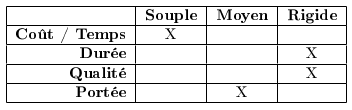 Souple Moyen Rigide
Coût / Temps X
Durée X
Qualité X
Portée X